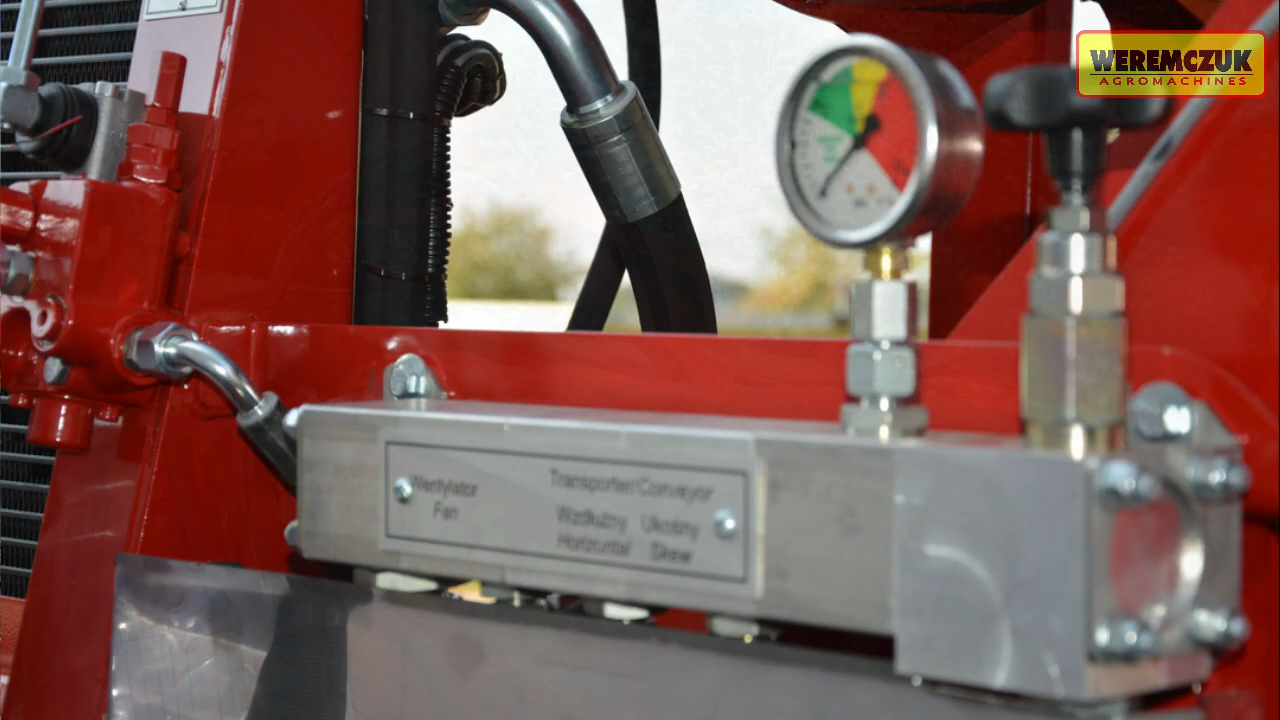 WEREMCZUK
AGROMACHINES
Wentylator
Fan
Transporter/Conveyor
Wzdłużny Ukośny
Horizontal Skew